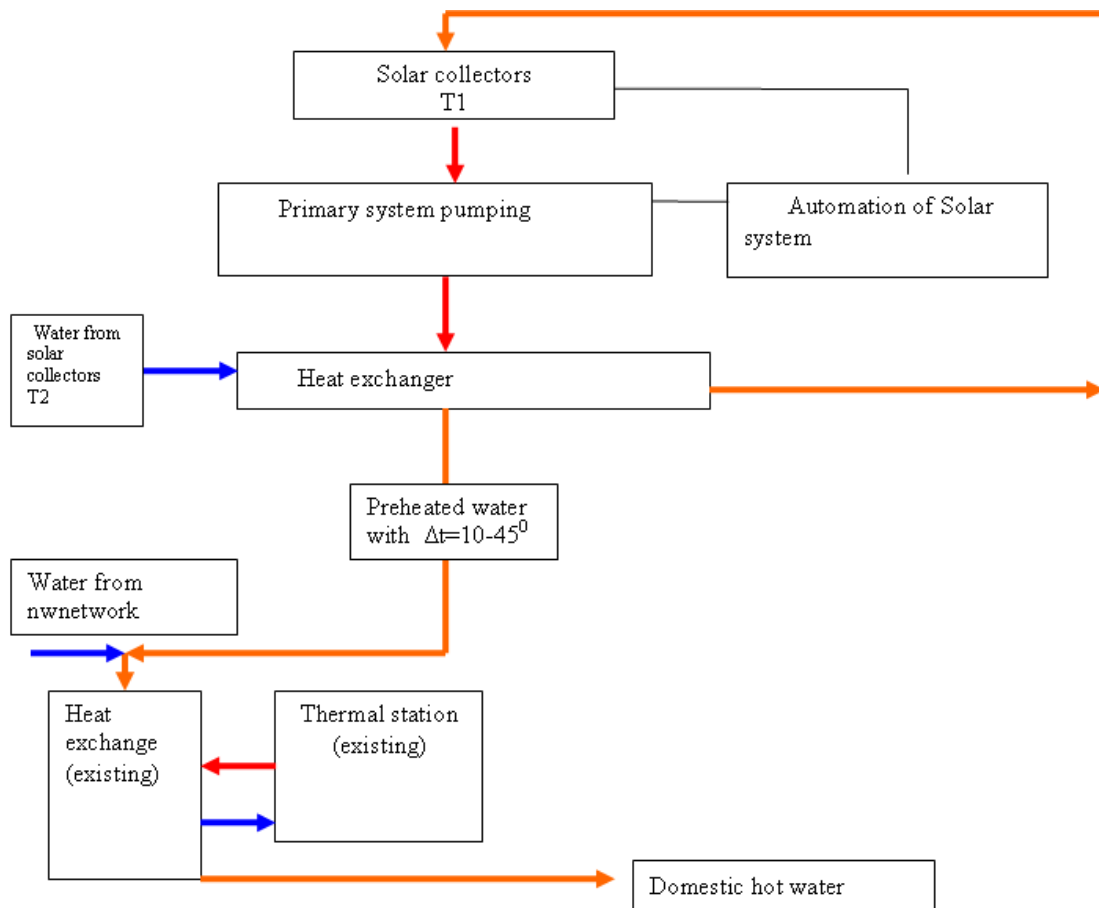 Solar collectors
T1
Primary system pumping
Automation of Solar
system
Water from
solar
collectors
T2
Heat exchanger
Preheated water
with Δt=10-45⁰
Water from
nwnetwork
Heat
exchange
(existing)
Thermal station
(existing)
Domestic hot water